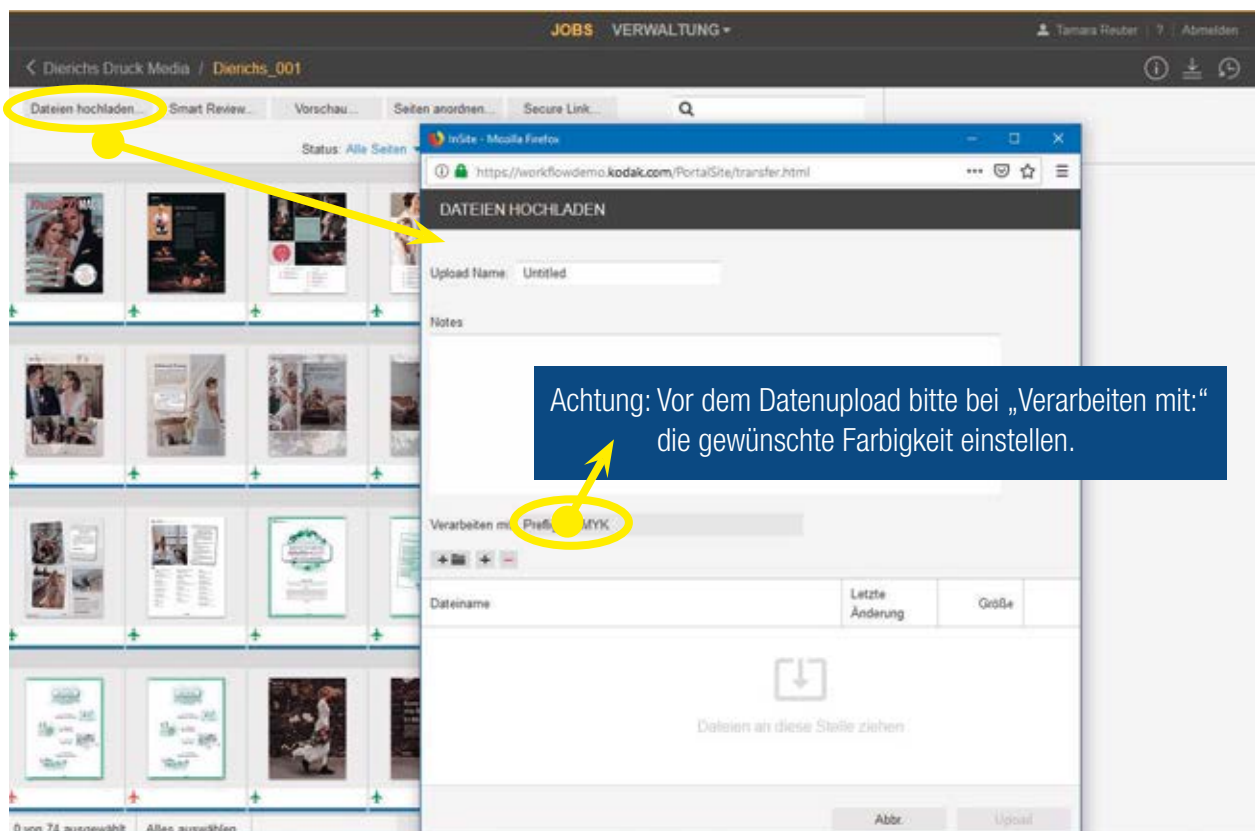 JOBS VERWALTUNG
Tamara Reuter | ? | Abmelden
< Dierichs Druck Media / Dierichs_001
Dateien hochladen... Smart Review... Vorschau... Seiten anordnen... Secure Link...
Status: Alle Seiten
InSite - Mozilla Firefox
https://workflowdemo.kodak.com/PortalSite/transfer.html
DATEIEN HOCHLADEN
Upload Name: Untitled
Notes
Achtung: Vor dem Datenupload bitte bei „Verarbeiten mit:“
die gewünschte Farbigkeit einstellen.
Verarbeiten m MYK
Dateiname
Letzte
Änderung
Größe
Dateien an diese Stelle ziehen
Abbr. Upload
0 von 74 ausgewählt Alles auswählen